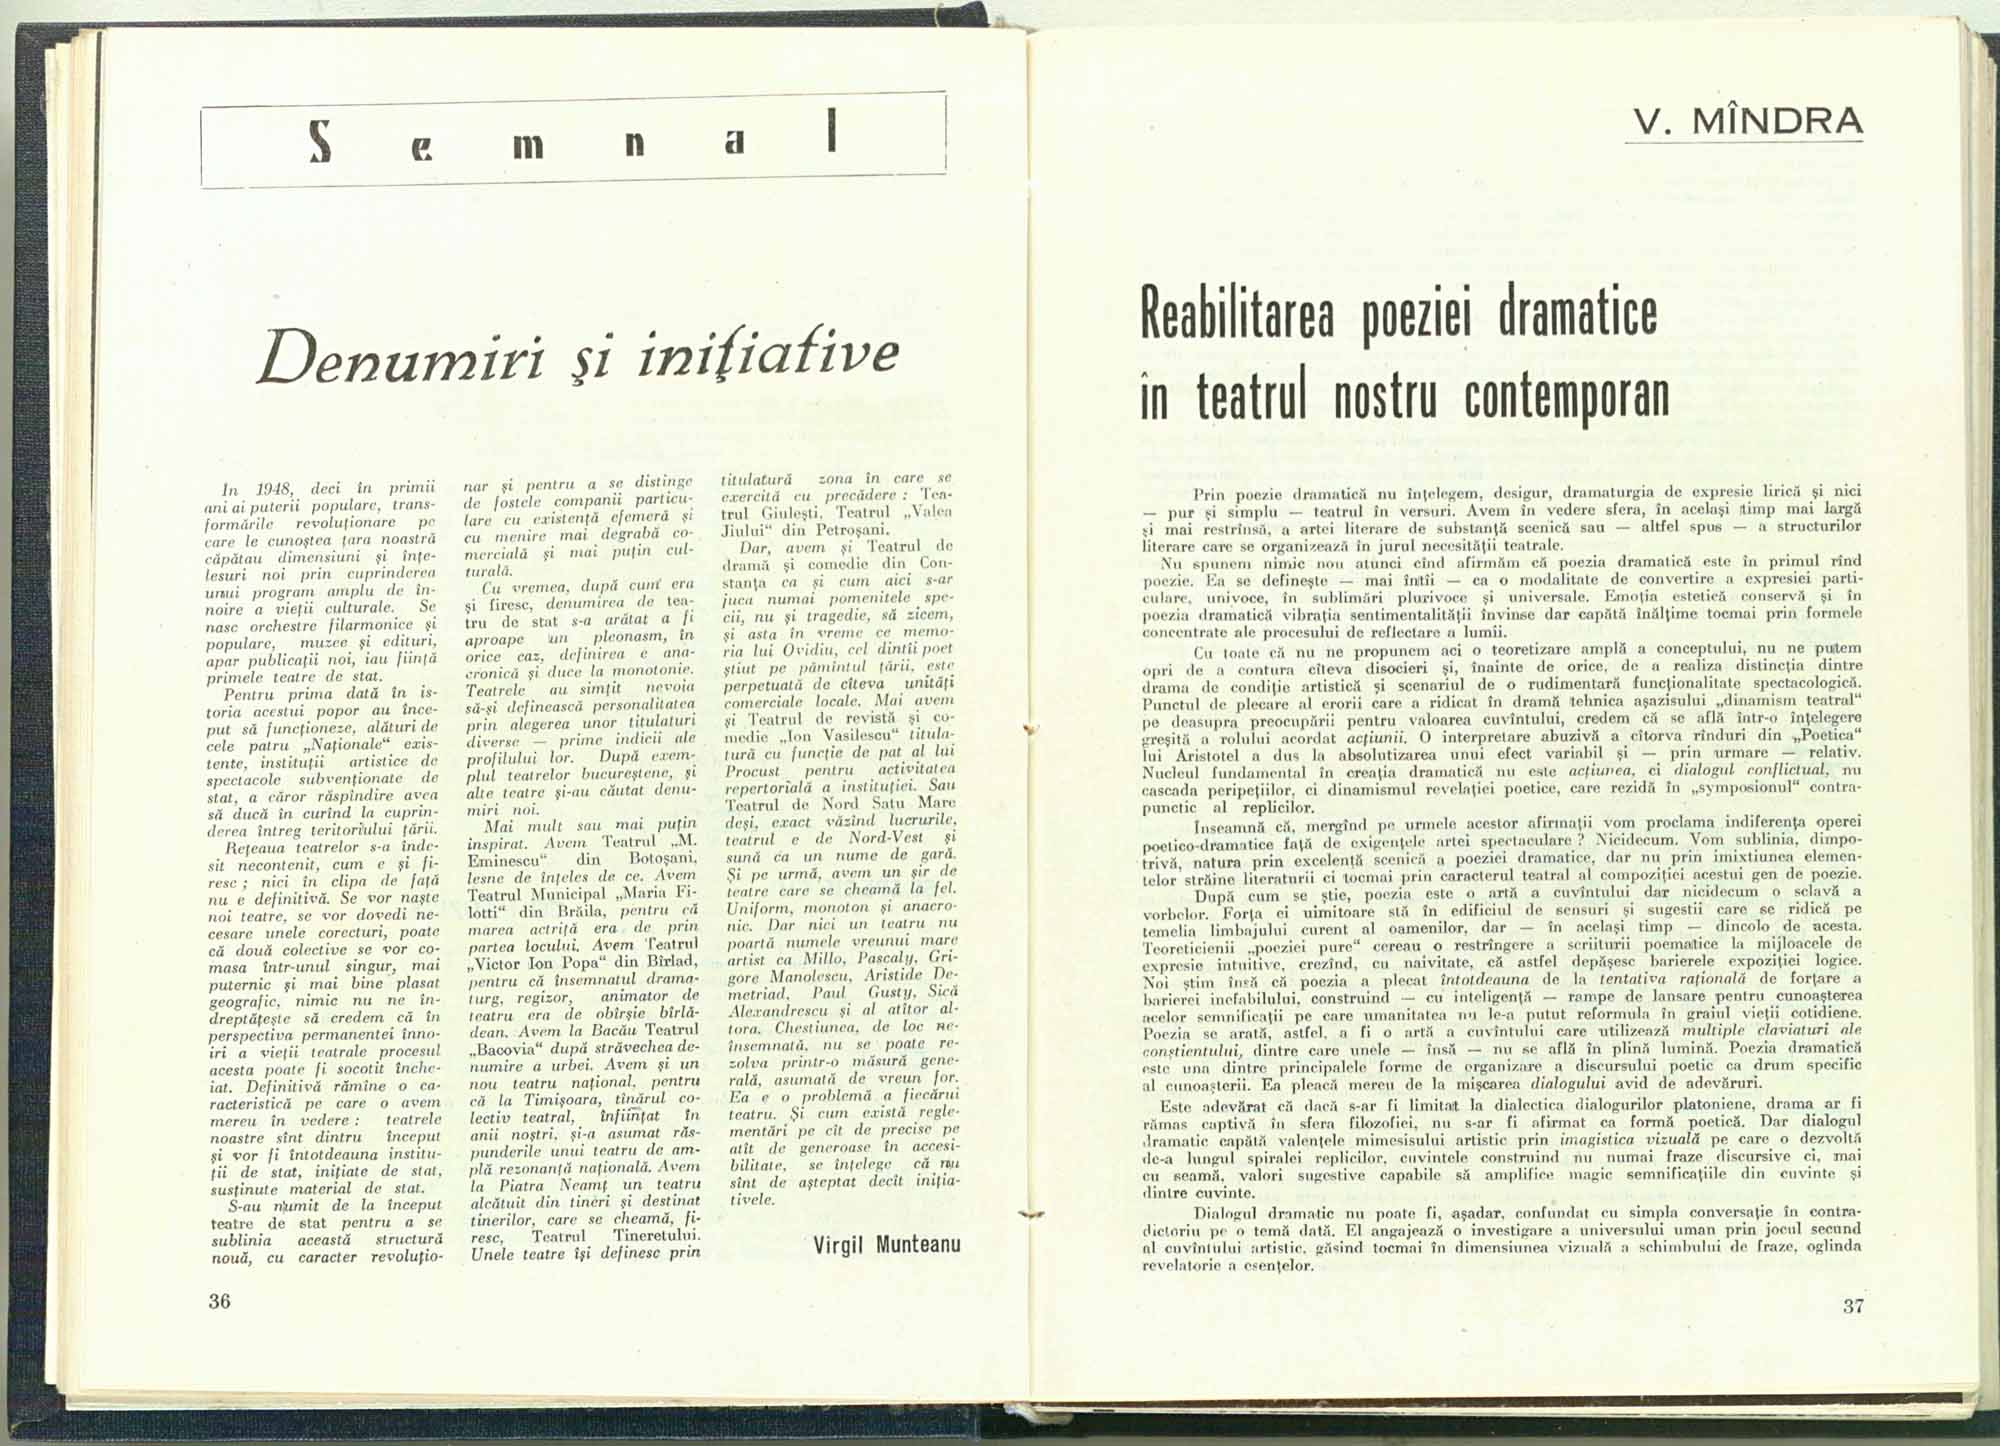 Semnal
Denumiri și inițiative
In 1948, deci în primii
ani ai puterii populare, trans-
formările revoluționare pe
care le cunoștea țara noastră
căpătau dimensiuni și înțe-
lesuri noi prin cuprinderea
unui program amplu de în-
noire a vieții culturale. Se
nasc orchestre filarmonice și
populare, muzee și edituri,
apar publicații noi, iau ființă
primele teatre de stat.
Pentru prima dată în is-
toria acestui popor au înce-
put să funcționeze, alături de
cele patru „Naționale“ exis-
tente, instituții artistice de
spectacole subvenționate de
stat, a căror răspîndire avea
să ducă în curînd la cuprin-
derea întreg teritoriului țării.
Rețeaua teatrelor s-a înde-
sit necontenit, cum e și fi-
resc ; nici în clipa de față
nu e definitivă. Se vor naște
noi teatre, se vor dovedi ne-
cesare unele corecturi, poate
că două colective se vor co-
masa într-unul singur, mai
puternic și mai bine plasat
geografic, nimic nu ne în-
dreptățește să credem că în
perspectiva permanentei înno-
iri a vieții teatrale procesul
acesta poate fi socotit înche-
iat. Definitivă rămîne o ca-
racteristică pe care o avem
mereu în vedere : teatrele
noastre sînt dintru început
și vor fi întotdeauna institu-
ții de stat, inițiate de stat,
susținute material de stat.
S-au numit de la început
teatre de stat pentru a se
sublinia această structură
nouă, cu caracter revoluțio-
nar și pentru a se distinge
de fostele companii particu-
lare cu existență efemeră și
cu menire mai degrabă co-
mercială și mai puțin cul-
turală.
Cu vremea, după cum era
și firesc, denumirea de tea-
tru de stat s-a arătat a fi
aproape un pleonasm, în
orice caz, definirea e ana-
cronică și duce la monotonie.
Teatrele au simțit nevoia
să-și definească personalitatea
prin alegerea unor titulaturi
diverse — prime indicii ale
profilului lor. După exem-
plul teatrelor bucureștene, și
alte teatre și-au căutat denu-
miri noi.
Mai mult sau mai puțin
inspirat. Avem Teatrul „M.
Eminescu“ din Botoșani,
lesne de înțeles de ce. Avem
Teatrul Municipal „Maria Fi-
lotti“ din Brăila, pentru că
marea actriță era de prin
partea locului. Avem Teatrul
„Victor Ion Popa“ din Bîrlad,
pentru că însemnatul drama-
turg, regizor, animator de
teatru era de obîrșie bîrlă-
dean. Avem la Bacău Teatrul
„Bacovia“ după străvechea de-
numire a urbei. Avem și un
nou teatru național, pentru
că la Timișoara, tînărul co-
lectiv teatral, înființat în
anii noștri, și-a asumat răs-
punderile unui teatru de am-
plă rezonanță națională. Avem
la Piatra Neamț un teatru
alcătuit din tineri și destinat
tinerilor, care se cheamă, fi-
resc, Teatrul Tineretului.
Unele teatre își definesc prin
titulatură zona în care se
exercită cu precădere : Tea-
trul Giulești, Teatrul „Valea
Jiului“ din Petroșani.
Dar, avem și Teatrul de
dramă și comedie din Con-
stanța ca și cum aici s-ar
juca numai pomenitele spe-
cii, nu și tragedie, să zicem,
și asta în vreme ce memo-
ria lui Ovidiu, cel dintîi poet
știut pe pămîntul țării, este
perpetuată de cîteva unități
comerciale locale. Mai avem
și Teatrul de revistă și co-
medie „Ion Vasilescu“ titula-
tură cu funcție de pat al lui
Procust pentru activitatea
repertorială a instituției. Sau
Teatrul de Nord Satu Mare
deși, exact văzînd lucrurile,
teatrul e de Nord-Vest și
sună ca un nume de gară.
Și pe urmă, avem un șir de
teatre care se cheamă la fel.
Uniform, monoton și anacro-
nic. Dar nici un teatru nu
poartă numele vreunui mare
artist ca Millo, Pascaly, Gri-
gore Manolescu, Aristide De-
metriad, Paul Gusty, Sică
Alexandrescu și al atîtor al-
tora. Chestiunea, de loc ne-
însemnată, nu se poate re-
zolva printr-o măsură gene-
rală, asumată de vreun for.
Ea e o problemă a fiecărui
teatru. Și cum există regle-
mentări pe cît de precise pe
atît de generoase în accesi-
bilitate, se înțelege că nu
sînt de așteptat decît iniția-
tivele.
Virgil Munteanu
36
V. MÎNDRA
Reabilitarea poeziei dramatice
în teatrul nostru contemporan
Prin poezie dramatică nu înțelegem, desigur, dramaturgia de expresie lirică și nici
— pur și simplu — teatrul în versuri. Avem în vedere sfera, în același timp mai largă
și mai restrînsă, a artei literare de substanță scenică sau — altfel spus — a structurilor
literare care se organizează în jurul necesității teatrale.
Nu spunem nimic nou atunci cînd afirmăm că poezia dramatică este în primul rînd
poezie. Ea se definește — mai întîi — ca o modalitate de convertire a expresiei parti-
culare, univoce, în sublimări plurivoce și universale. Emoția estetică conservă și în
poezia dramatică vibrația sentimentalității învinse dar capătă înălțime tocmai prin formele
concentrate ale procesului de reflectare a lumii.
Cu toate că nu ne propunem aci o teoretizare amplă a conceptului, nu ne putem
opri de a contura cîteva disocieri și, înainte de orice, de a realiza distincția dintre
drama de condiție artistică și scenariul de o rudimentară funcționalitate spectacologică.
Punctul de plecare al erorii care a ridicat în dramă tehnica așazisului „dinamism teatral“
pe deasupra preocupării pentru valoarea cuvîntului, credem că se află într-o înțelegere
greșită a rolului acordat acțiunii. O interpretare abuzivă a cîtorva rînduri din „Poetica“
lui Aristotel a dus la absolutizarea unui efect variabil și — prin urmare — relativ.
Nucleul fundamental în creația dramatică nu este acțiunea, ci dialogul conflictual, nu
cascada peripețiilor, ci dinamismul revelației poetice, care rezidă în „symposionul“ contra-
punctic al replicilor.
Inseamnă că, mergînd pe urmele acestor afirmații vom proclama indiferența operei
poetico-dramatice față de exigențele artei spectaculare ? Nicidecum. Vom sublinia, dimpo-
trivă, natura prin excelență scenică a poeziei dramatice, dar nu prin imixtiunea elemen-
telor străine literaturii ci tocmai prin caracterul teatral al compoziției acestui gen de poezie.
După cum se știe, poezia este o artă a cuvîntului dar nicidecum o sclavă a
vorbelor. Forța ei uimitoare stă în edificiul de sensuri și sugestii care se ridică pe
temelia limbajului curent al oamenilor, dar — în același timp — dincolo de acesta.
Teoreticienii „poeziei pure“ cereau o restrîngere a scriiturii poematice la mijloacele de
expresie intuitive, crezînd, cu naivitate, că astfel depășesc barierele expoziției logice.
Noi știm însă că poezia a plecat întotdeauna de la tentativa rațională de forțare a
barierei inefabilului, construind — cu inteligență — rampe de lansare pentru cunoașterea
acelor semnificații pe care umanitatea nu le-a putut reformula în graiul vieții cotidiene.
Poezia se arată, astfel, a fi o artă a cuvîntului care utilizează multiple claviaturi ale
conștientului, dintre care unele — însă — nu se află în plină lumină. Poezia dramatică
este una dintre principalele forme de organizare a discursului poetic ca drum specific
al cunoașterii. Ea pleacă mereu de la mișcarea dialogului avid de adevăruri.
Este adevărat că dacă s-ar fi limitat la dialectica dialogurilor platoniene, drama ar fi
rămas captivă în sfera filozofiei, nu s-ar fi afirmat ca formă poetică. Dar dialogul
dramatic capătă valențele mimesisului artistic prin imagistica vizuală pe care o dezvoltă
de-a lungul spiralei replicilor, cuvintele construind nu numai fraze discursive ci, mai
cu seamă, valori sugestive capabile să amplifice magic semnificațiile din cuvinte și
dintre cuvinte.
Dialogul dramatic nu poate fi, așadar, confundat cu simpla conversație în contra-
dictoriu pe o temă dată. El angajează o investigare a universului uman prin jocul secund
al cuvîntului artistic, găsind tocmai în dimensiunea vizuală a schimbului de fraze, oglinda
revelatorie a esențelor.
37